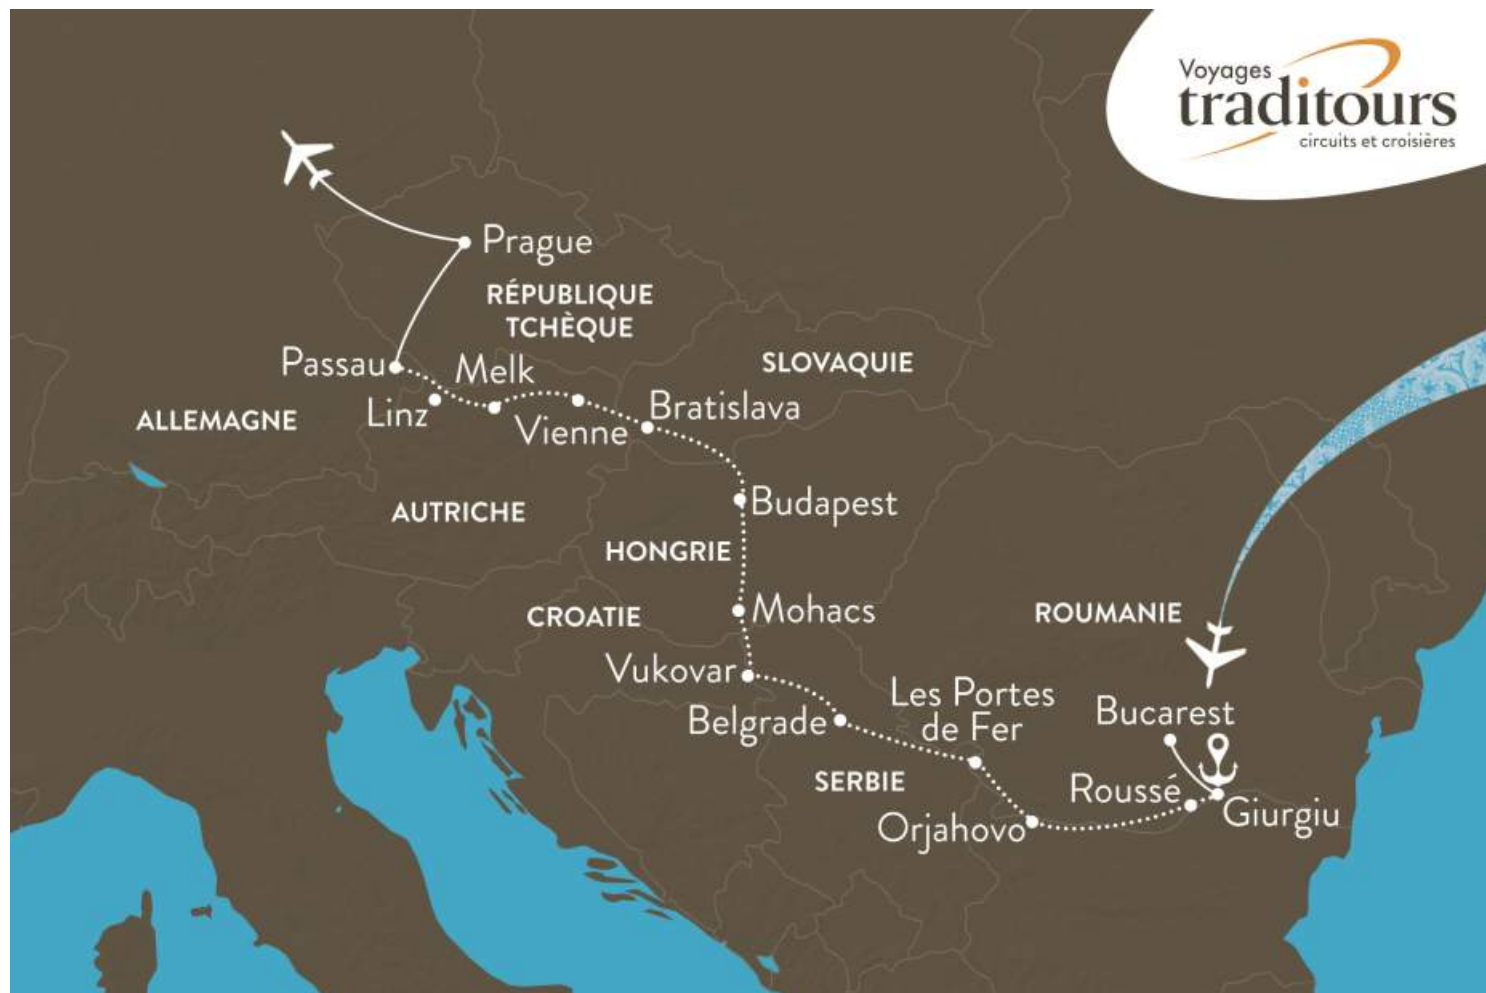 Voyages
traditours
circuits et croisières
Prague
RÉPUBLIQUE
TCHÈQUE
Passau
Melk
SLOVAQUIE
Linz
Bratislava
ALLEMAGNE
Vienne
AUTRICHE
Budapest
HONGRIE
CROATIE
Mohacs
ROUMANIE
Vukovar
Les Portes
de Fer
Bucarest
Belgrade
SERBIE
Roussé
Giurgiu
Orjahovo